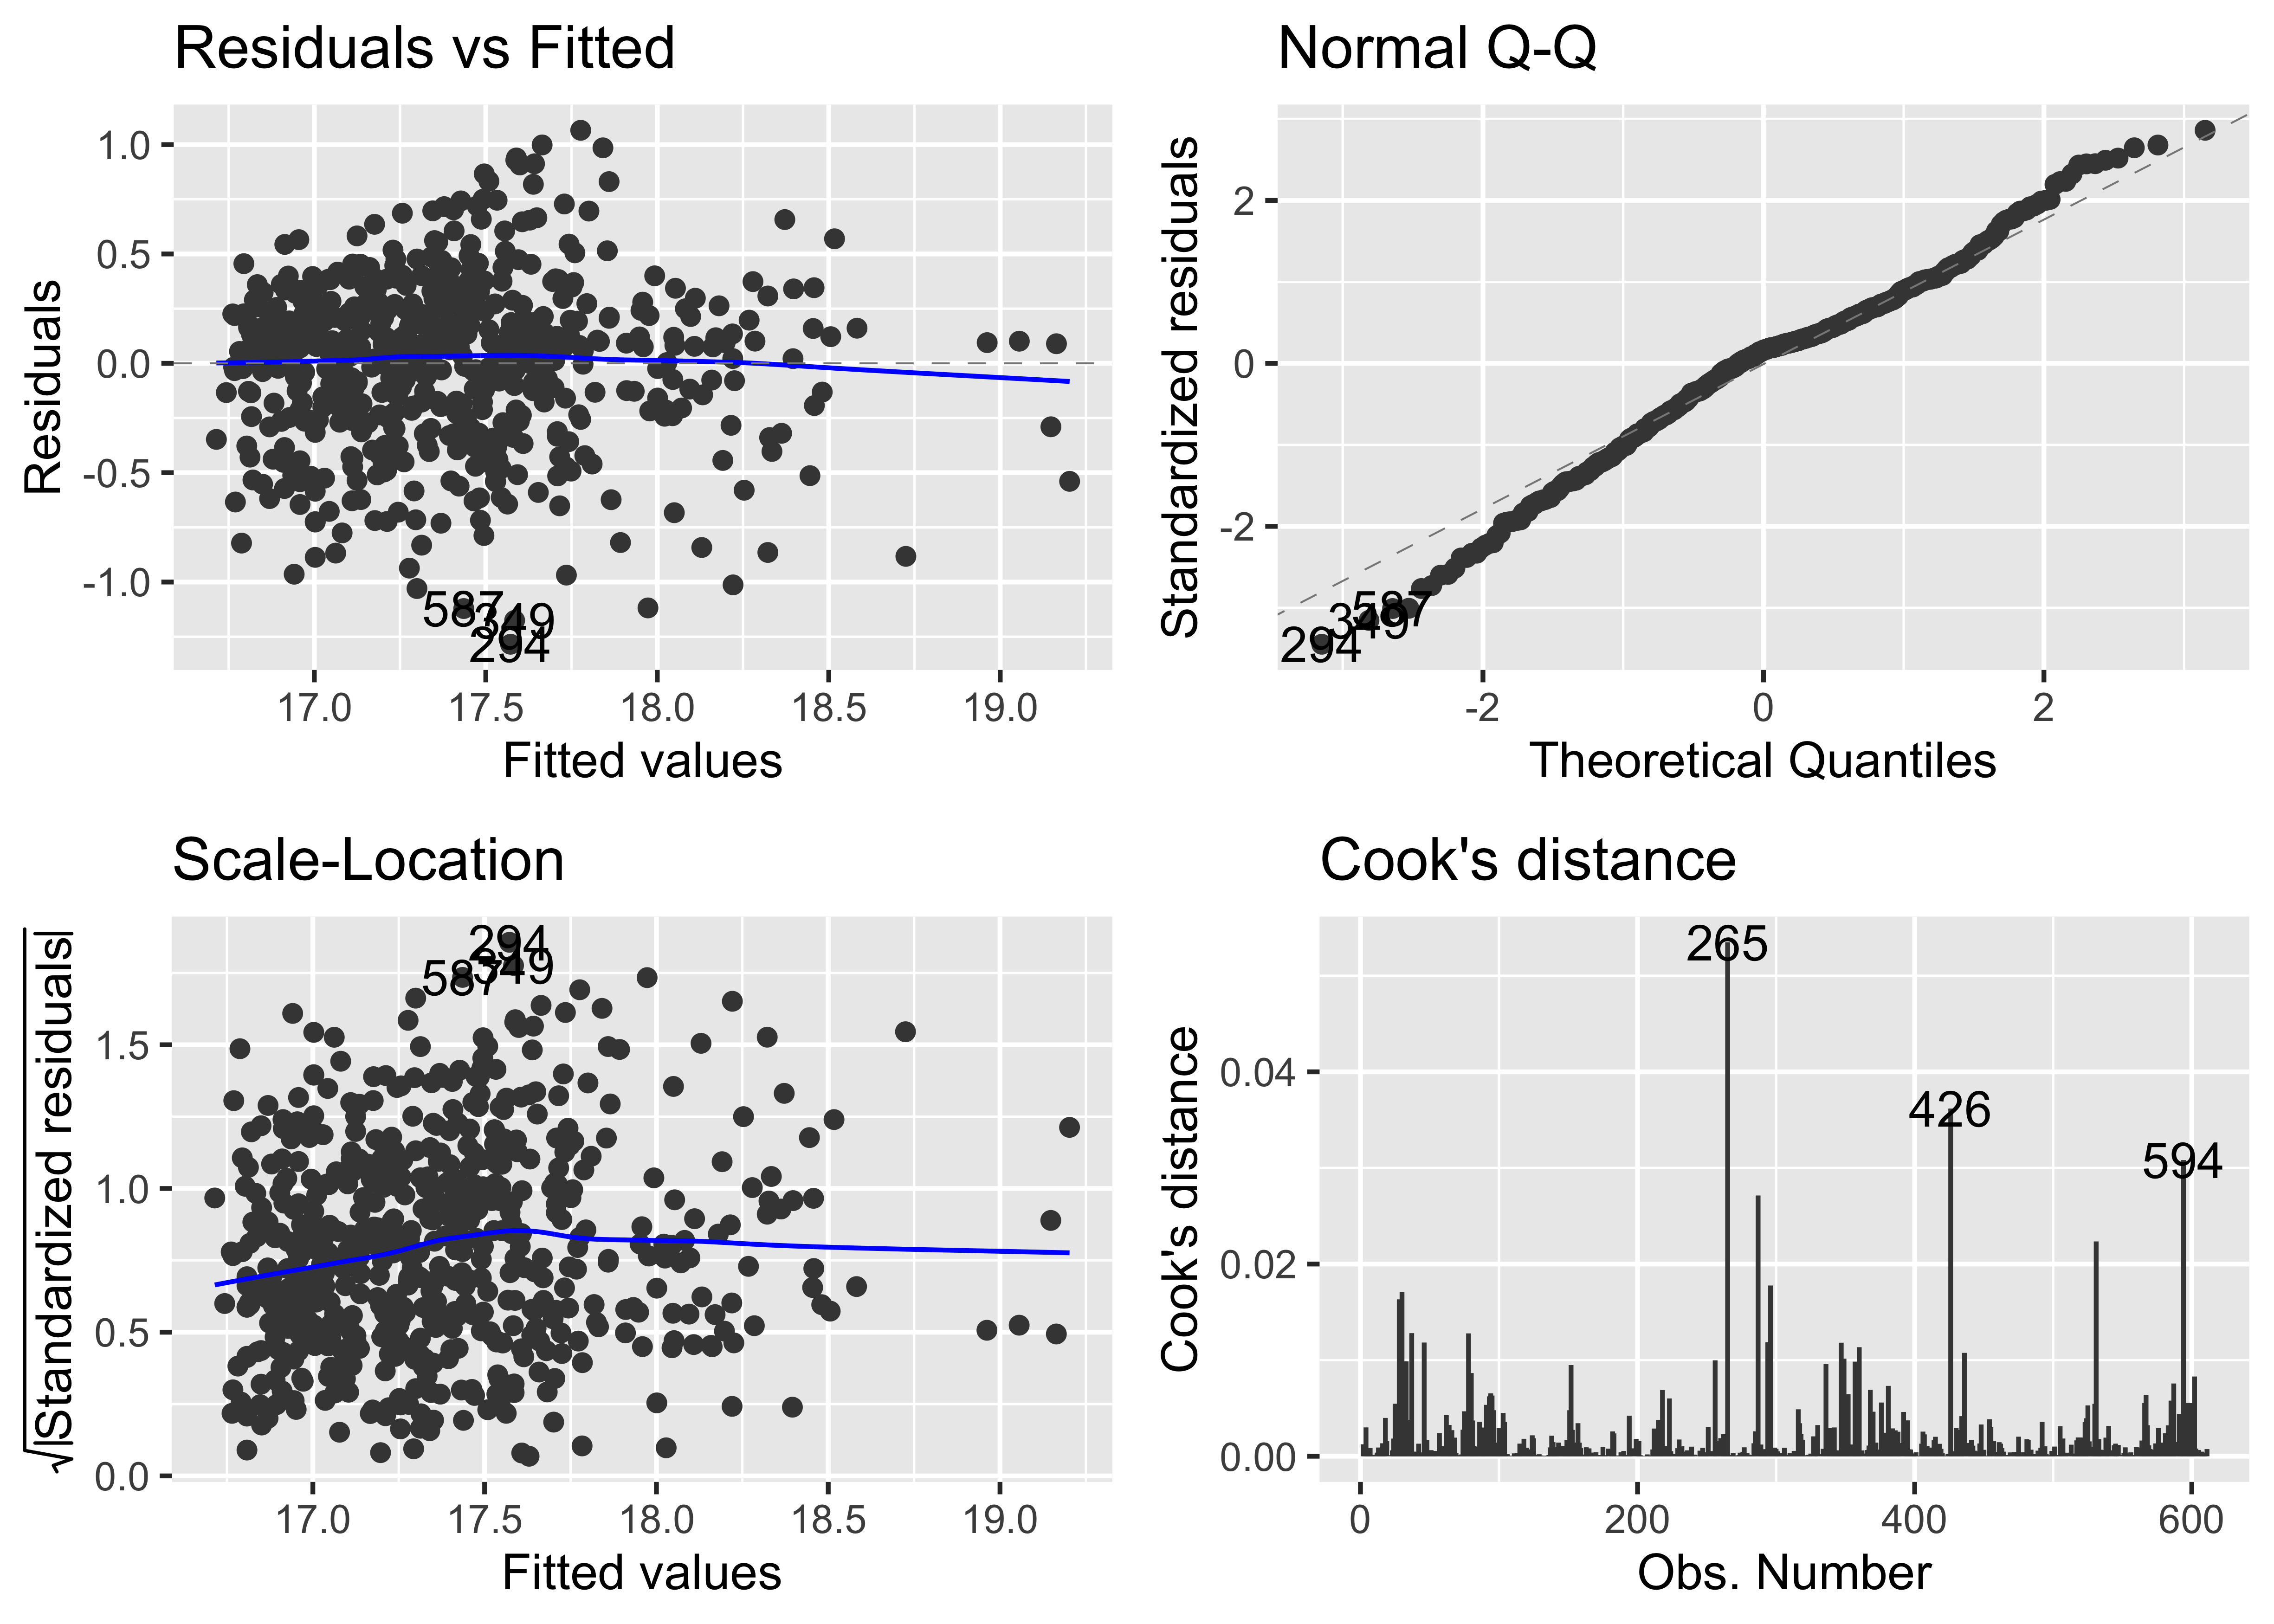 Residuals vs Fitted
Residuals
1.0
0.5
0.0
-0.5
-1.0
587
349
294
17.0 17.5 18.0 18.5 19.0
Fitted values
Normal Q-Q
Standardized residuals
2
0
-2
587
349
294
-2 0 2
Theoretical Quantiles
Scale-Location
√|Standardized residuals|
1.5
1.0
0.5
0.0
294
349
587
17.0 17.5 18.0 18.5 19.0
Fitted values
Cook's distance
Cook's distance
0.04
0.02
0.00
265
426
594
0 200 400 600
Obs. Number